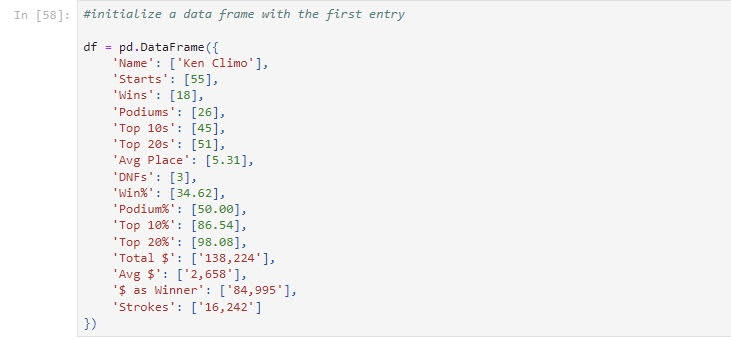 In [58]: #initialize a data frame with the first entry
df = pd.DataFrame({
'Name': ['Ken Climo'],
'Starts': [55],
'Wins': [18],
'Podiums': [26],
'Top 10s': [45],
'Top 20s': [51],
'Avg Place': [5.31],
'DNFs': [3],
'Win%': [34.62],
'Podium%': [50.00],
'Top 10%': [86.54],
'Top 20%': [98.08],
'Total $': ['138,224'],
'Avg $': ['2,658'],
'$ as Winner': ['84,995'],
'Strokes': ['16,242']
})